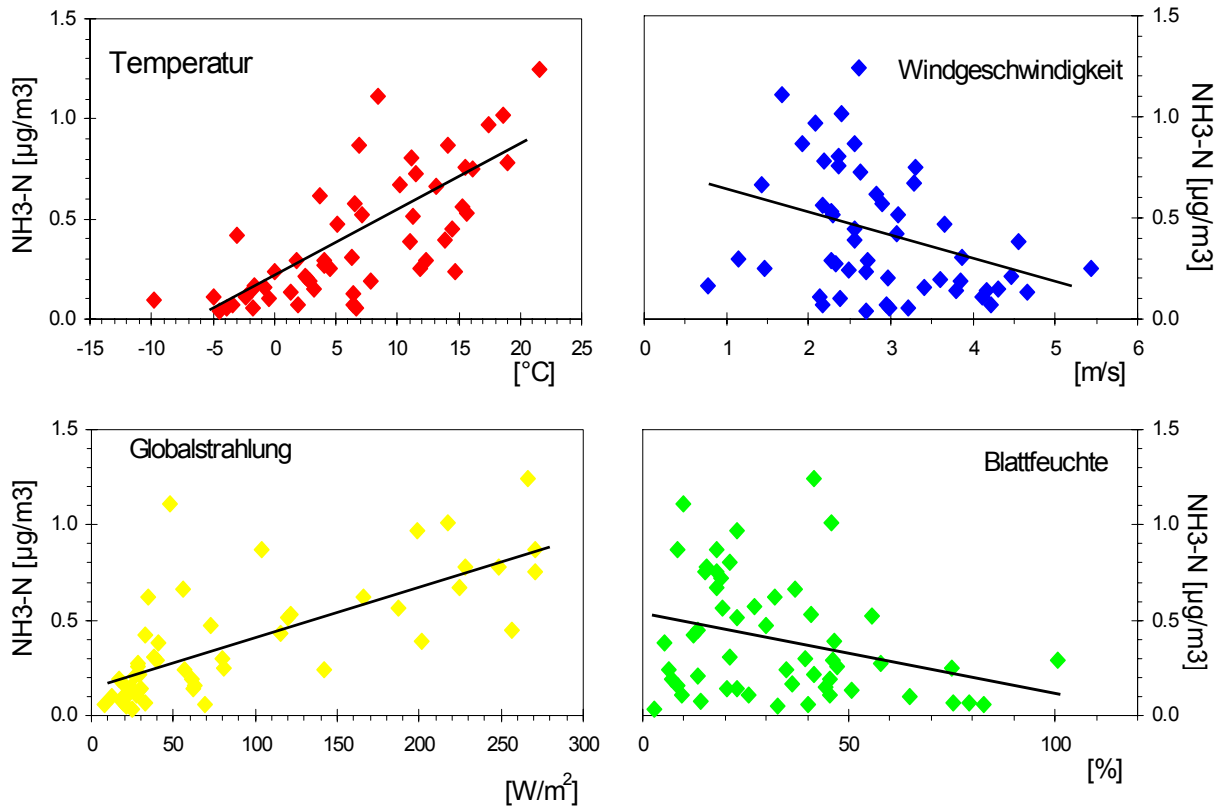 1.5
1.0
0.5
0.0
NH3-N [µg/m3]
Temperatur
-15 -10 -5 0 5 10 15 20 25
[°C]
Windgeschwindigkeit
1.5
1.0
0.5
0.0
NH3-N [µg/m3]
0 1 2 3 4 5 6
[m/s]
1.5
1.0
0.5
0.0
NH3-N [µg/m3]
Globalstrahlung
0 50 100 150 200 250 300
[W/m²]
Blattfeuchte
1.5
1.0
0.5
0.0
NH3-N [µg/m3]
0 50 100
[%]